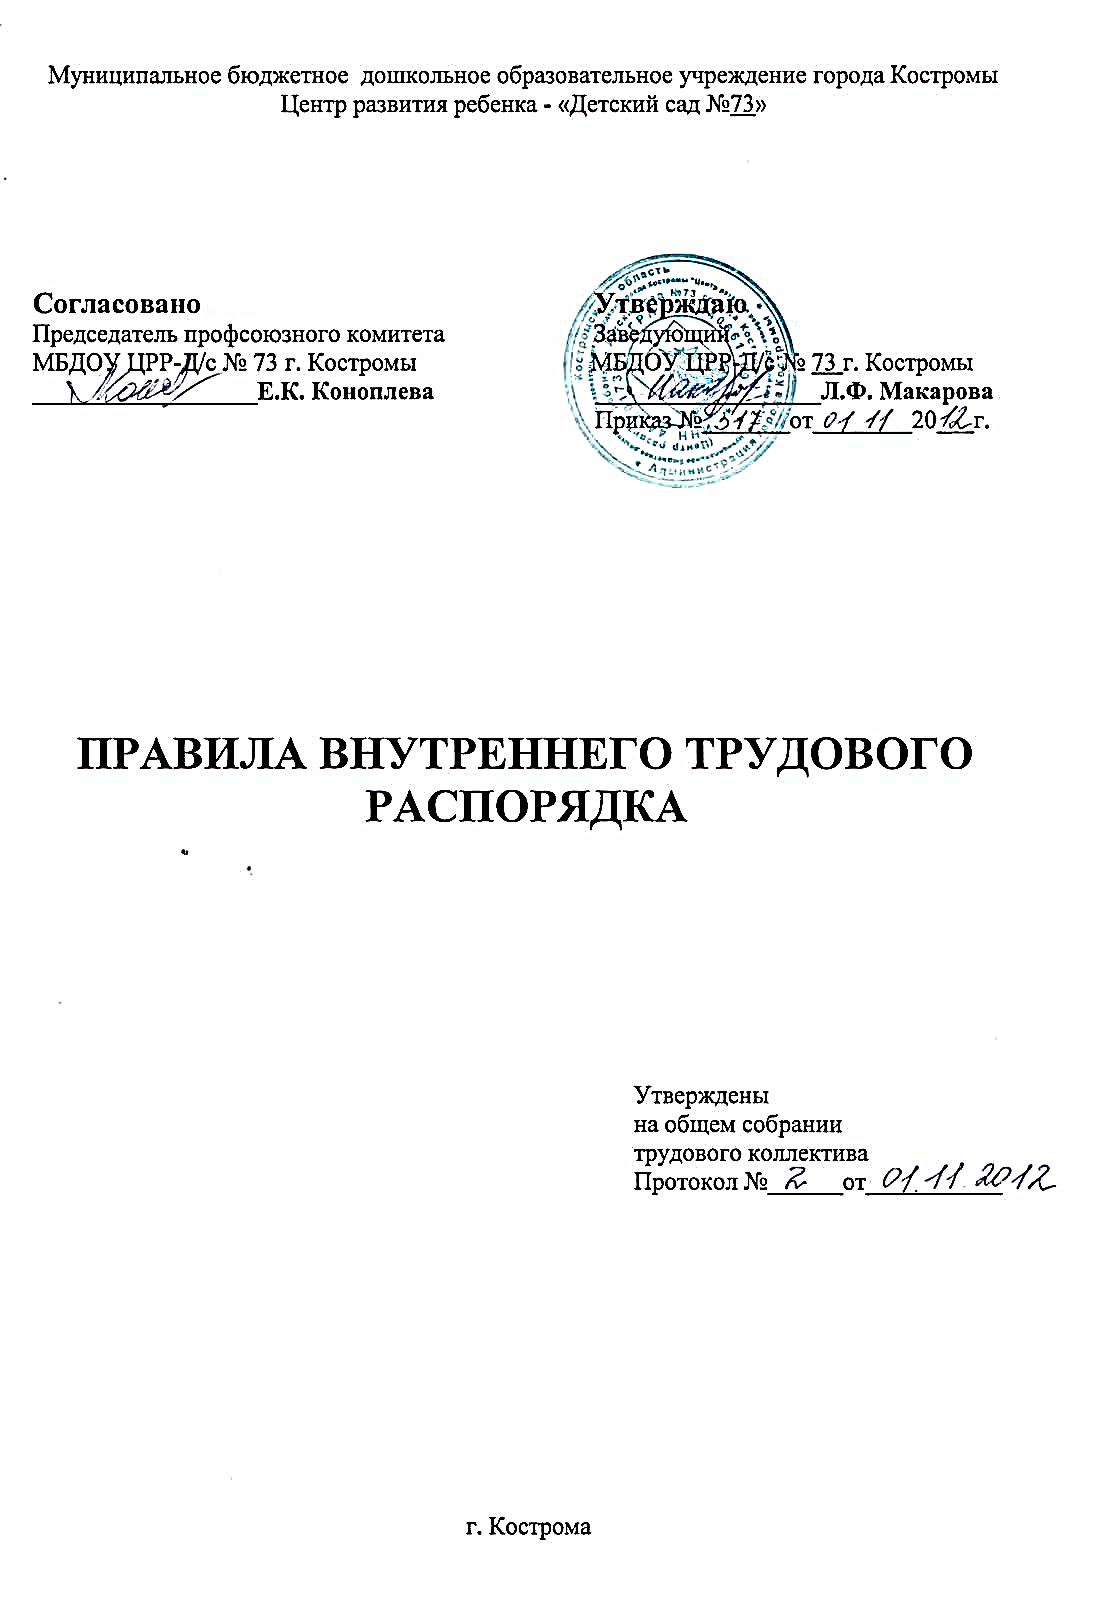 Муниципальное бюджетное дошкольное образовательное учреждение города Костромы
Центр развития ребенка - «Детский сад №73»
Согласовано
Председатель профсоюзного комитета
МБДОУ ЦРР-Д/с № 73 г. Костромы
Е.К. Коноплева
Утверждаю
Заведующий
МБДОУ ЦРР-Д/с № 73 г. Костромы
Л.Ф. Макарова
Приказ № 317 от 01 11 2012 г.
ПРАВИЛА ВНУТРЕННЕГО ТРУДОВОГО
РАСПОРЯДКА
Утверждены
на общем собрании
трудового коллектива
Протокол № 2 от 01.11.2012
г. Кострома